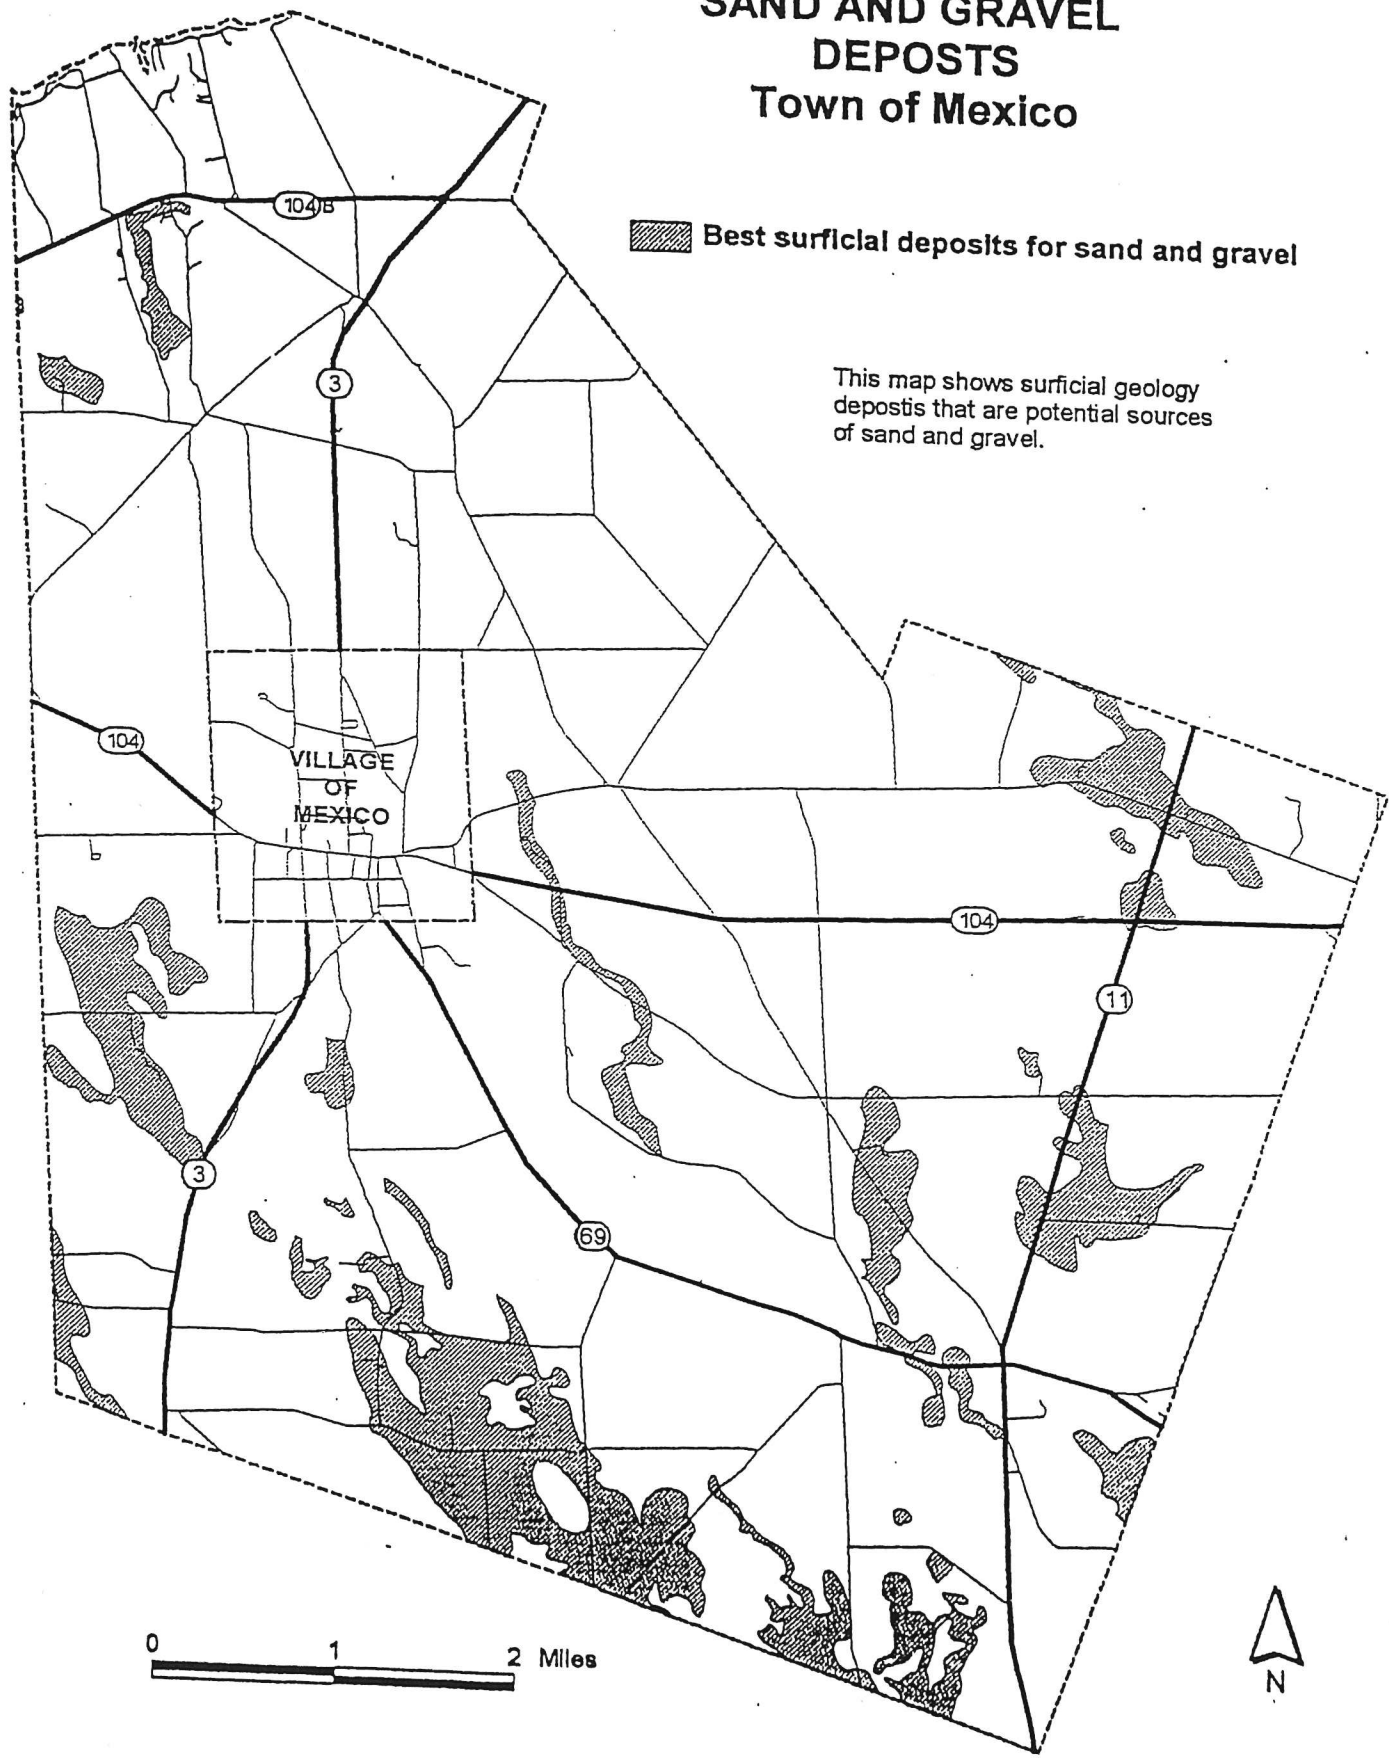 SAND AND GRAVEL
DEPOSTS
Town of Mexico
Best surficial deposits for sand and gravel
This map shows surficial geology
depostis that are potential sources
of sand and gravel.
104B
3
104
VILLAGE
OF
MEXICO
104
11
3
69
0 1 2 Miles
N